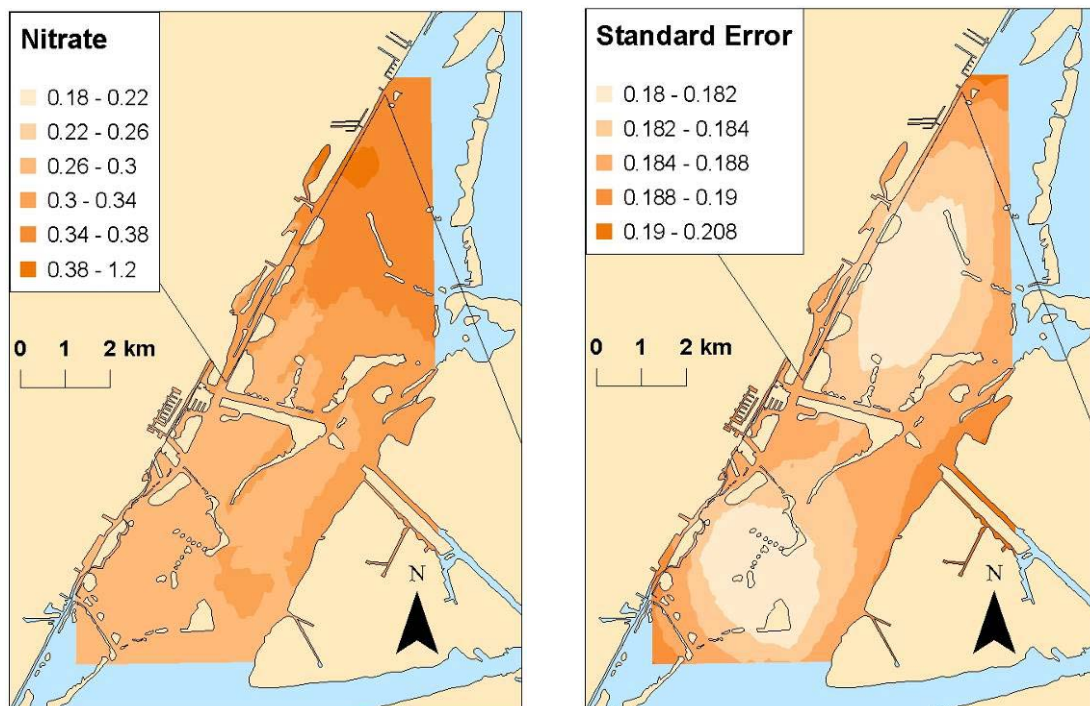 Nitrate
0.18 - 0.22
0.22 - 0.26
0.26 - 0.3
0.3 - 0.34
0.34 - 0.38
0.38 - 1.2
0 1 2 km
N
Standard Error
0.18 - 0.182
0.182 - 0.184
0.184 - 0.188
0.188 - 0.19
0.19 - 0.208
0 1 2 km
N